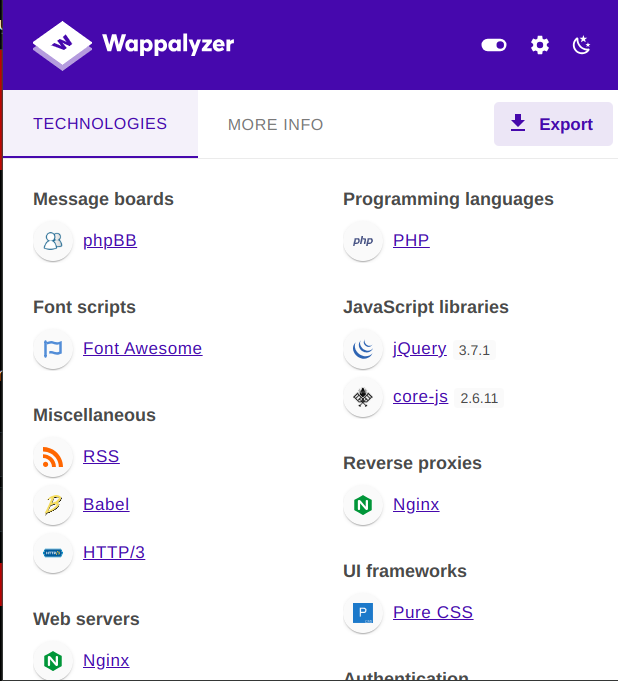 Wappalyzer
TECHNOLOGIES
MORE INFO
Export
Message boards
phpBB
Font scripts
Font Awesome
Miscellaneous
RSS
Babel
HTTP/3
Web servers
Nginx
Programming languages
php
PHP
JavaScript libraries
jQuery 3.7.1
core-js 2.6.11
Reverse proxies
Nginx
UI frameworks
P
Pure CSS
Authentication